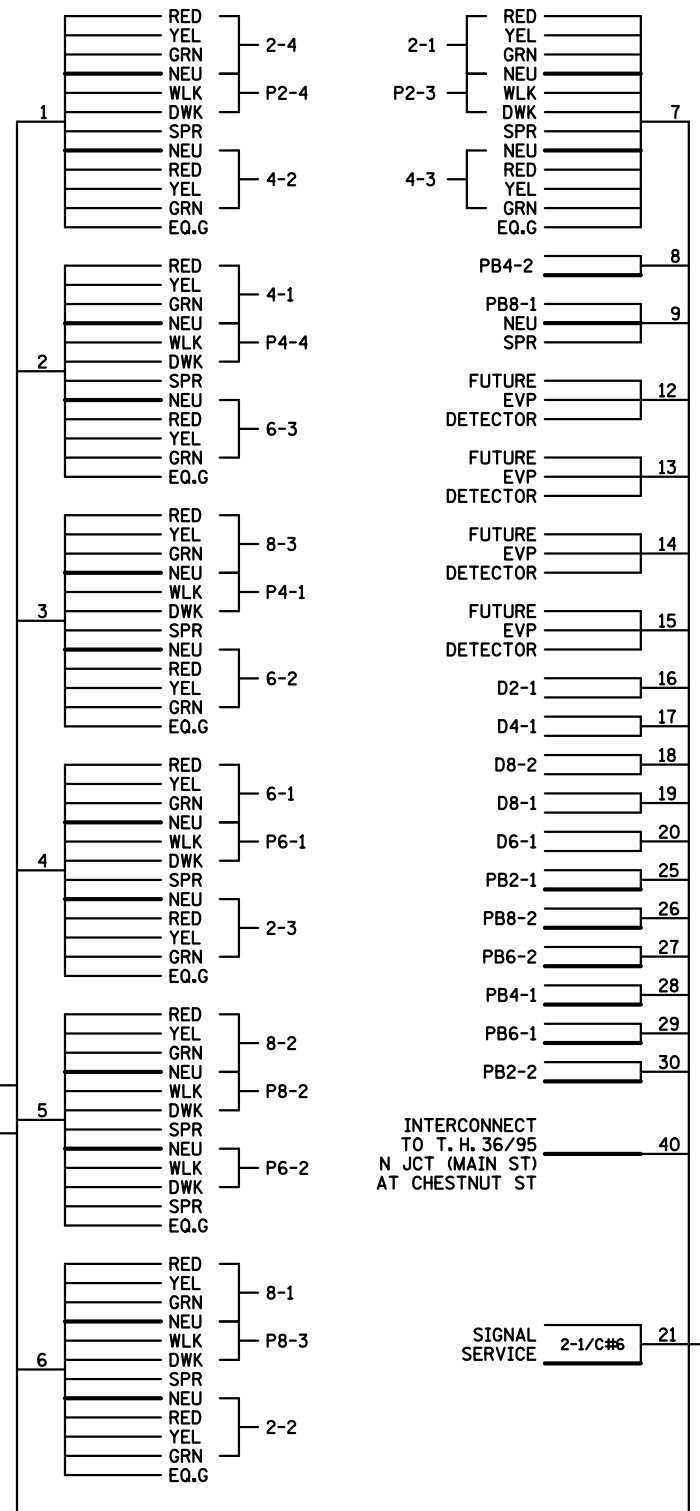 1
RED
YEL
GRN
NEU
WLK
DWK
SPR
NEU
RED
YEL
GRN
EQ.G
2-4
P2-4
4-2
2
RED
YEL
GRN
NEU
WLK
DWK
SPR
NEU
RED
YEL
GRN
EQ.G
4-1
P4-4
6-3
3
RED
YEL
GRN
NEU
WLK
DWK
SPR
NEU
RED
YEL
GRN
EQ.G
8-3
P4-1
6-2
4
RED
YEL
GRN
NEU
WLK
DWK
SPR
NEU
RED
YEL
GRN
EQ.G
6-1
P6-1
2-3
5
RED
YEL
GRN
NEU
WLK
DWK
SPR
NEU
WLK
DWK
SPR
EQ.G
8-2
P8-2
P6-2
6
RED
YEL
GRN
NEU
WLK
DWK
SPR
NEU
RED
YEL
GRN
EQ.G
8-1
P8-3
2-2
2-1
P2-3
4-3
RED
YEL
GRN
NEU
WLK
DWK
SPR
NEU
RED
YEL
GRN
EQ.G
7
PB4-2
8
PB8-1
NEU
SPR
9
FUTURE
EVP
DETECTOR
12
FUTURE
EVP
DETECTOR
13
FUTURE
EVP
DETECTOR
14
FUTURE
EVP
DETECTOR
15
D2-1
16
D4-1
17
D8-2
18
D8-1
19
D6-1
20
PB2-1
25
PB8-2
26
PB6-2
27
PB4-1
28
PB6-1
29
PB2-2
30
INTERCONNECT
TO T.H. 36/95
N JCT (MAIN ST)
AT CHESTNUT ST
40
SIGNAL
SERVICE
2-1/C#6
21